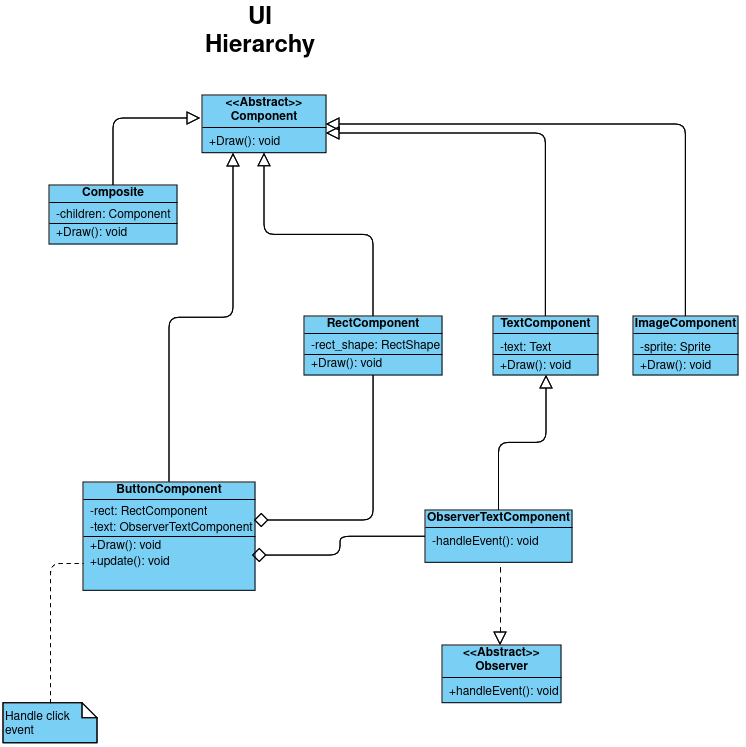 UI
Hierarchy
<<Abstract>>
Component
+Draw(): void
Composite
-children: Component
+Draw(): void
RectComponent
-rect_shape: RectShape
+Draw(): void
TextComponent
-text: Text
+Draw(): void
ImageComponent
-sprite: Sprite
+Draw(): void
ButtonComponent
-rect: RectComponent
-text: ObserverTextComponent
+Draw(): void
+update(): void
ObserverTextComponent
-handleEvent(): void
<<Abstract>>
Observer
+handleEvent(): void
Handle click
event